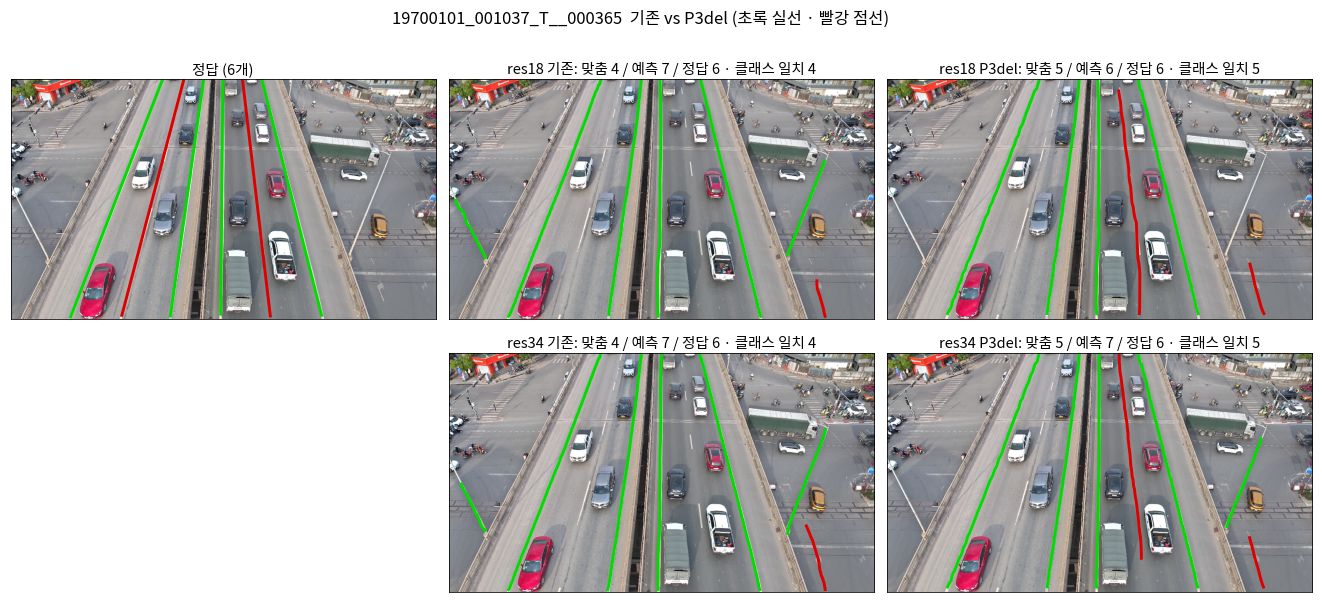 19700101_001037_T__000365  기존 vs P3del (초록 실선 · 빨강 점선)
정답 (6개)
res18 기존: 맞춤 4 / 예측 7 / 정답 6 · 클래스 일치 4
res18 P3del: 맞춤 5 / 예측 6 / 정답 6 · 클래스 일치 5
res34 기존: 맞춤 4 / 예측 7 / 정답 6 · 클래스 일치 4
res34 P3del: 맞춤 5 / 예측 7 / 정답 6 · 클래스 일치 5